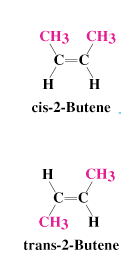 CH3 CH3
C=C
H H
cis-2-Butene
H CH3
C=C
CH3 H
trans-2-Butene